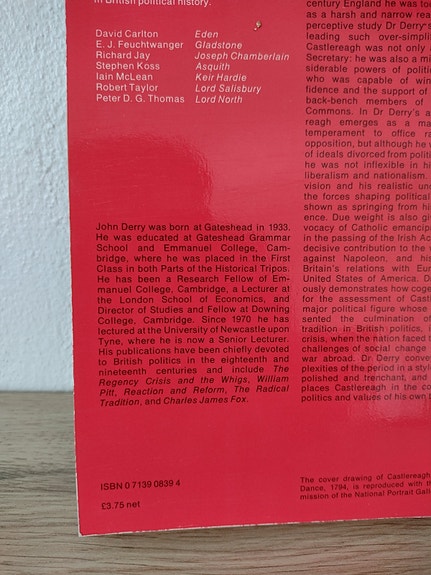 in British political history.
David Carlton Eden
E. J. Feuchtwanger Gladstone
Richard Jay Joseph Chamberlain
Stephen Koss Asquith
Iain McLean Keir Hardie
Robert Taylor Lord Salisbury
Peter D. G. Thomas Lord North
John Derry was born at Gateshead in 1933.
He was educated at Gateshead Grammar
School and Emmanuel College, Cam-
bridge, where he was placed in the First
Class in both Parts of the Historical Tripos.
He has been a Research Fellow of Em-
manuel College, Cambridge, a Lecturer at
the London School of Economics, and
Director of Studies and Fellow at Downing
College, Cambridge. Since 1970 he has
lectured at the University of Newcastle upon
Tyne, where he is now a Senior Lecturer.
His publications have been chiefly devoted
to British politics in the eighteenth and
nineteenth centuries and include The
Regency Crisis and the Whigs, William
Pitt, Reaction and Reform, The Radical
Tradition, and Charles James Fox.
ISBN 0 7139 0839 4
£3.75 net
century England he was too
as a harsh and narrow rea
perceptive study Dr Derry's
leading such over-simplif
Castlereagh was not only a
Secretary: he was also a mi
siderable powers of politic
who was capable of win
fidence and the support of
back-bench members of
Commons. In Dr Derry's a
reagh emerges as a ma
temperament to office ra
opposition, but although he w
of ideals divorced from polit
he was not inflexible in hi
liberalism and nationalism.
vision and his realistic und
the forces shaping political
shown as springing from his
ence. Due weight is also giv
vocacy of Catholic emancipa
in the passing of the Irish Ac
decisive contribution to the
against Napoleon, and his
Britain's relations with Eur
United States of America. D
ously demonstrates how coge
for the assessment of Castl
major political figure whose
sented the culmination of
tradition in British politics, i
crisis, when the nation faced t
challenges of social change
war abroad. Dr Derry conve
plexities of the period in a styl
polished and trenchant, and
places Castlereagh in the co
politics and values of his own t
The cover drawing of Castlereagh
Dance, 1794, is reproduced with th
mission of the National Portrait Gall